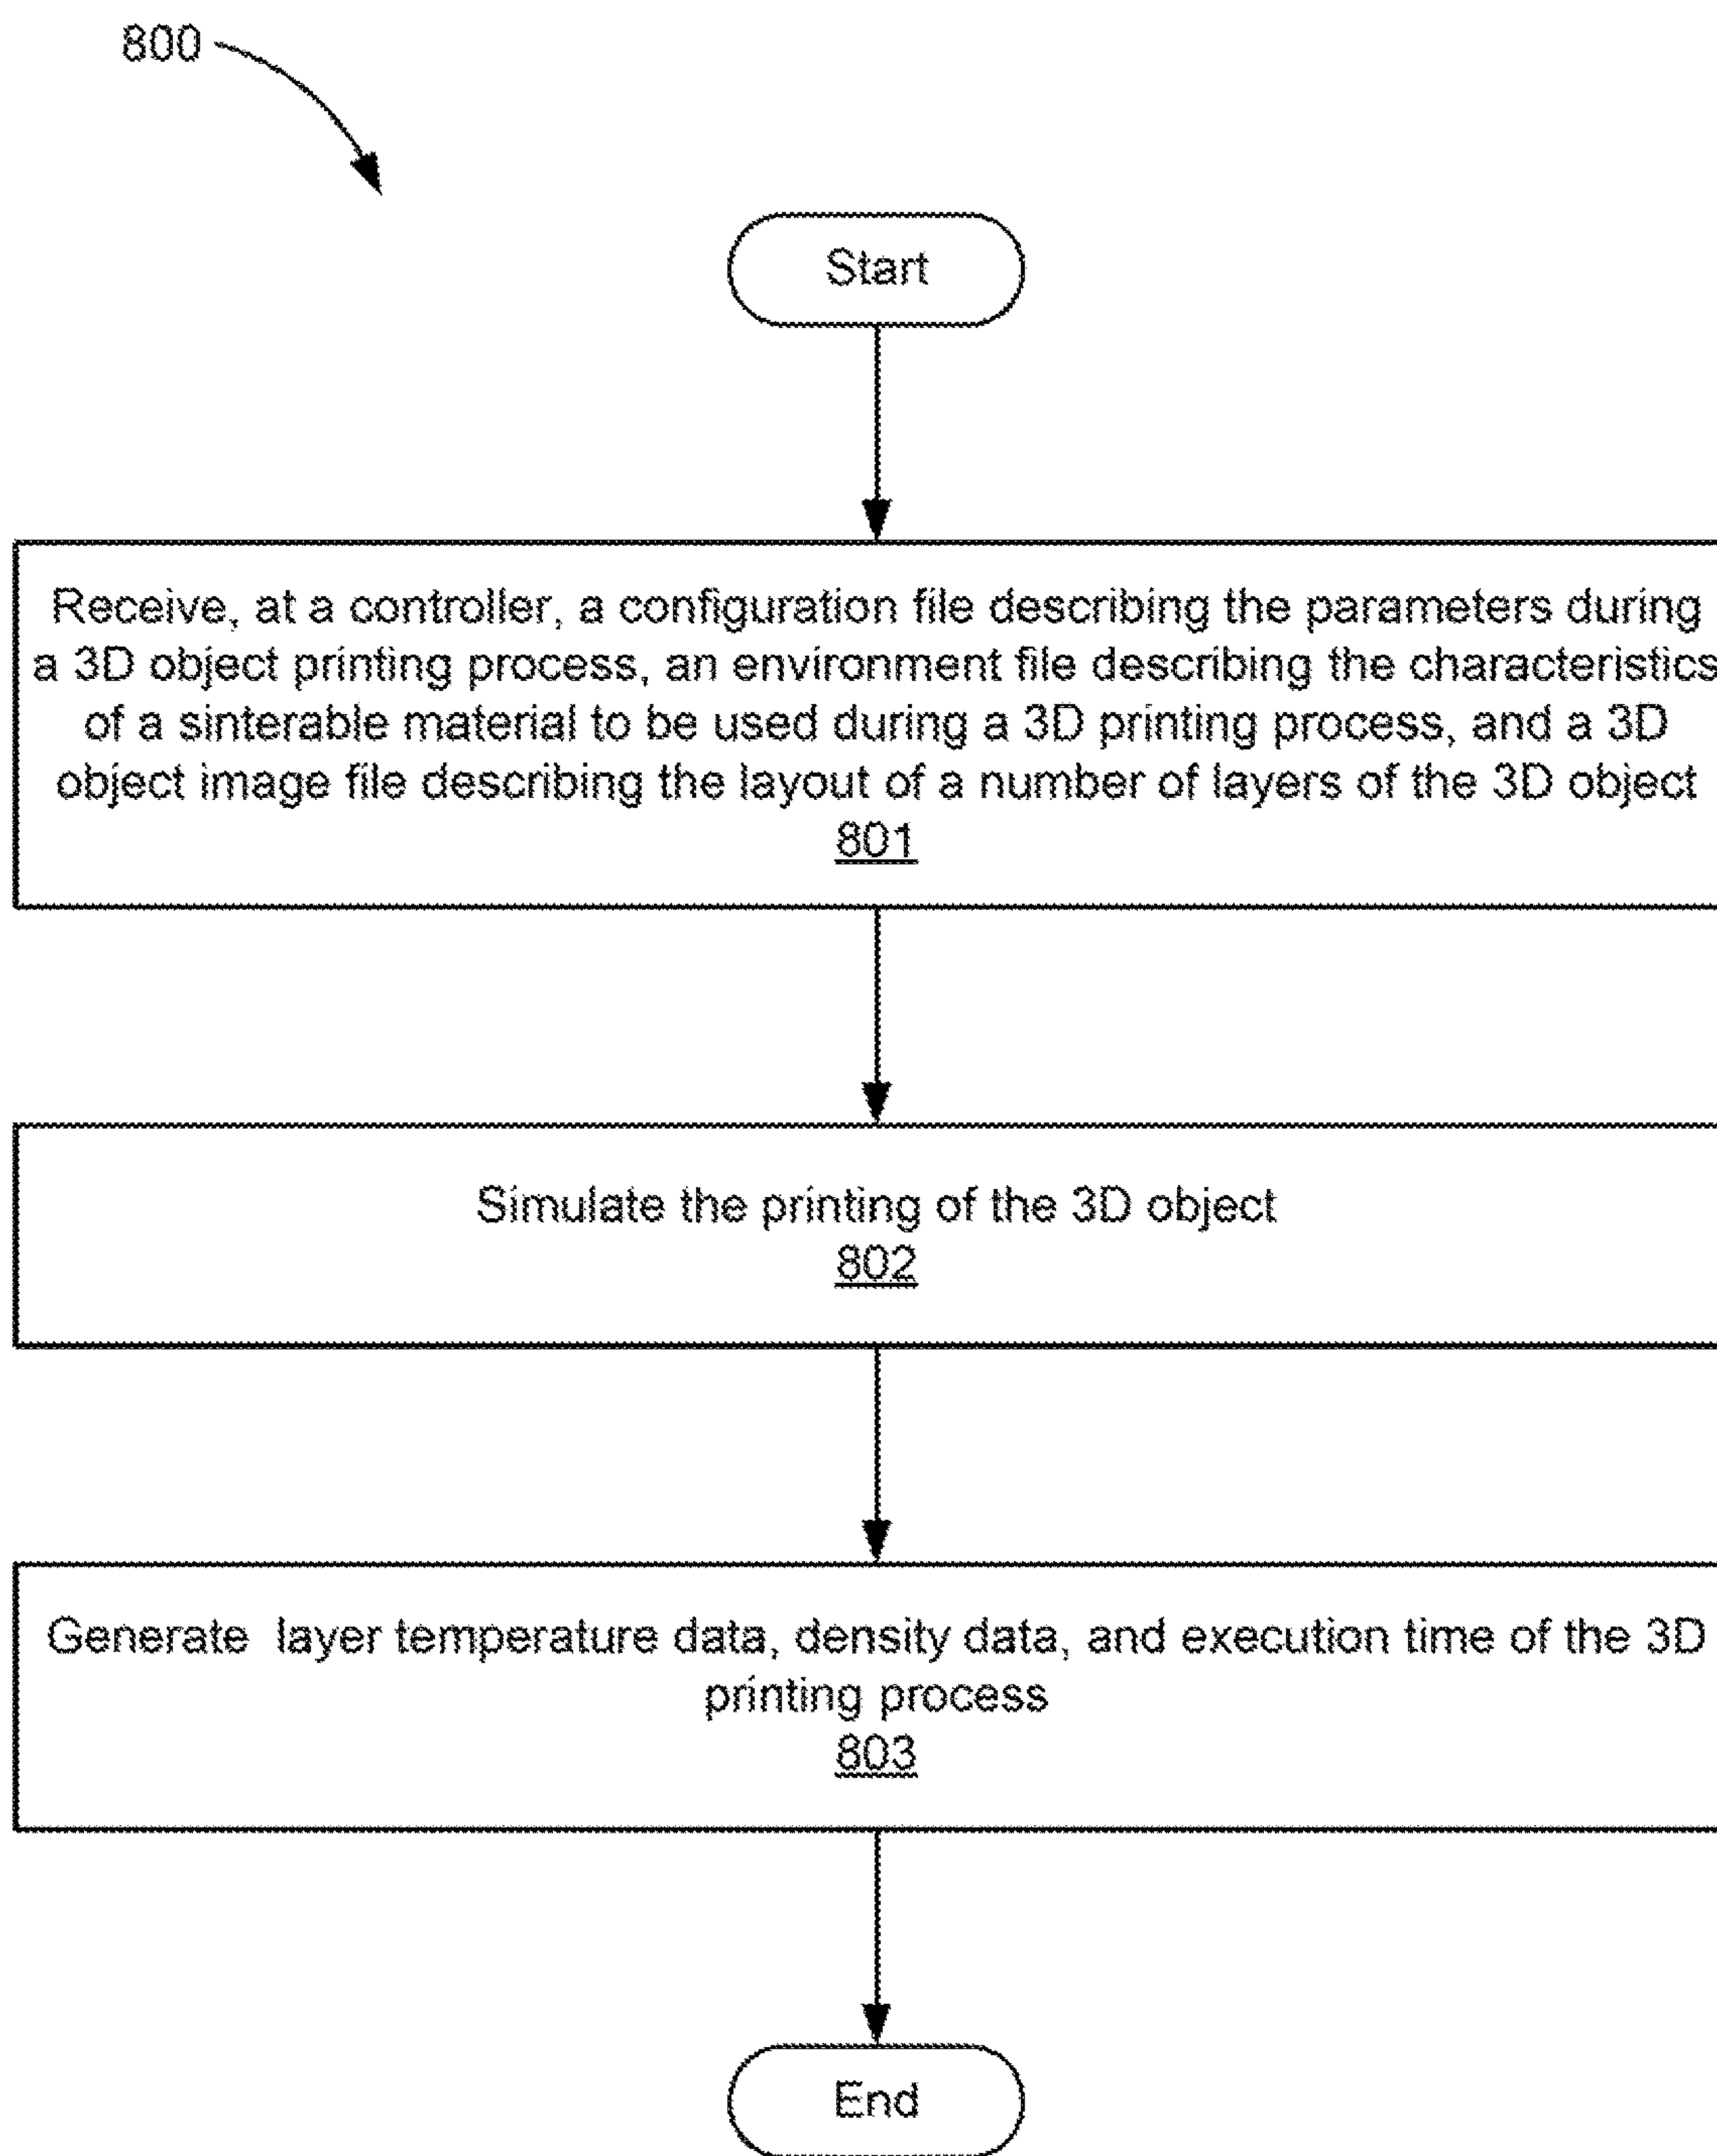 800
Start
Receive, at a controller, a configuration file describing the parameters during
a 3D object printing process, an environment file describing the characteristics
of a sinterable material to be used during a 3D printing process, and a 3D
object image file describing the layout of a number of layers of the 3D object
801
Simulate the printing of the 3D object
802
Generate layer temperature data, density data, and execution time of the 3D
printing process
803
End